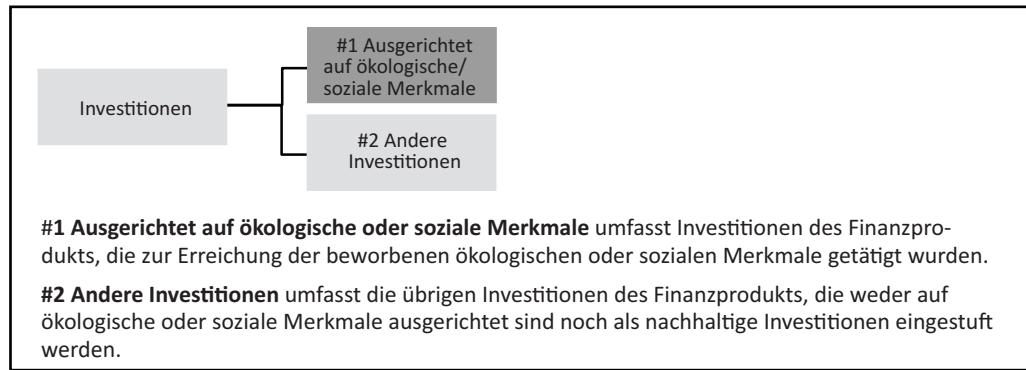 #1 Ausgerichtet
auf ökologische/
soziale Merkmale
Investitionen
#2 Andere
Investitionen
#1 Ausgerichtet auf ökologische oder soziale Merkmale umfasst Investitionen des Finanzpro-
dukts, die zur Erreichung der beworbenen ökologischen oder sozialen Merkmale getätigt wurden.
#2 Andere Investitionen umfasst die übrigen Investitionen des Finanzprodukts, die weder auf
ökologische oder soziale Merkmale ausgerichtet sind noch als nachhaltige Investitionen eingestuft
werden.